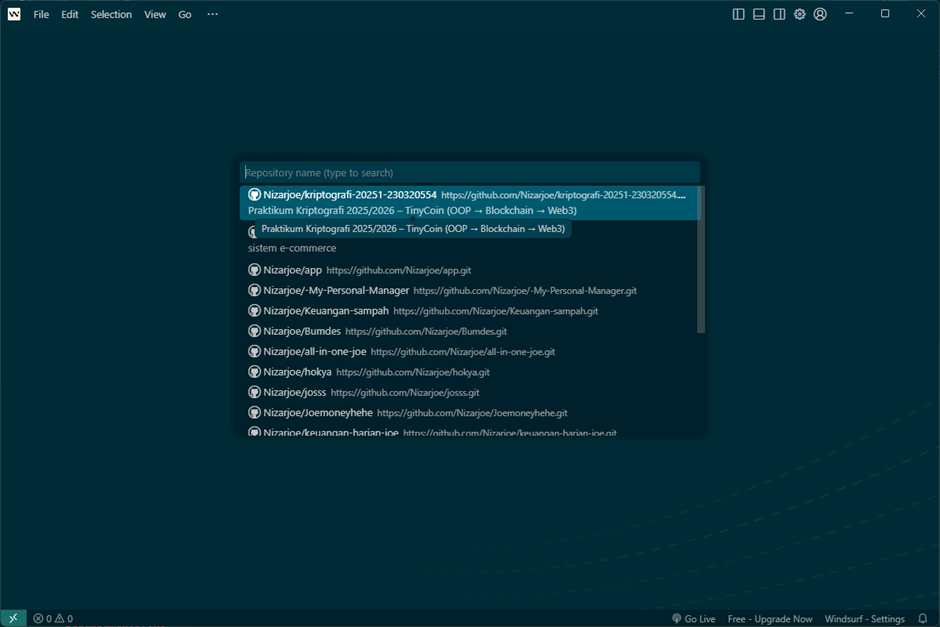 File Edit Selection View Go ···
Repository name (type to search)
Nizarjoe/kriptografi-20251-230320554 https://github.com/Nizarjoe/kriptografi-20251-230320554....
Praktikum Kriptografi 2025/2026 – TinyCoin (OOP → Blockchain → Web3)
Praktikum Kriptografi 2025/2026 – TinyCoin (OOP → Blockchain → Web3)
sistem e-commerce
Nizarjoe/app https://github.com/Nizarjoe/app.git
Nizarjoe/-My-Personal-Manager https://github.com/Nizarjoe/-My-Personal-Manager.git
Nizarjoe/Keuangan-sampah https://github.com/Nizarjoe/Keuangan-sampah.git
Nizarjoe/Bumdes https://github.com/Nizarjoe/Bumdes.git
Nizarjoe/all-in-one-joe https://github.com/Nizarjoe/all-in-one-joe.git
Nizarjoe/hokya https://github.com/Nizarjoe/hokya.git
Nizarjoe/josss https://github.com/Nizarjoe/josss.git
Nizarjoe/Joemoneyhehe https://github.com/Nizarjoe/Joemoneyhehe.git
Nizarjoe/keuangan-harian-joe https://github.com/Nizarjoe/keuangan-harian-joe.git
0 0 Go Live Free - Upgrade Now Windsurf - Settings